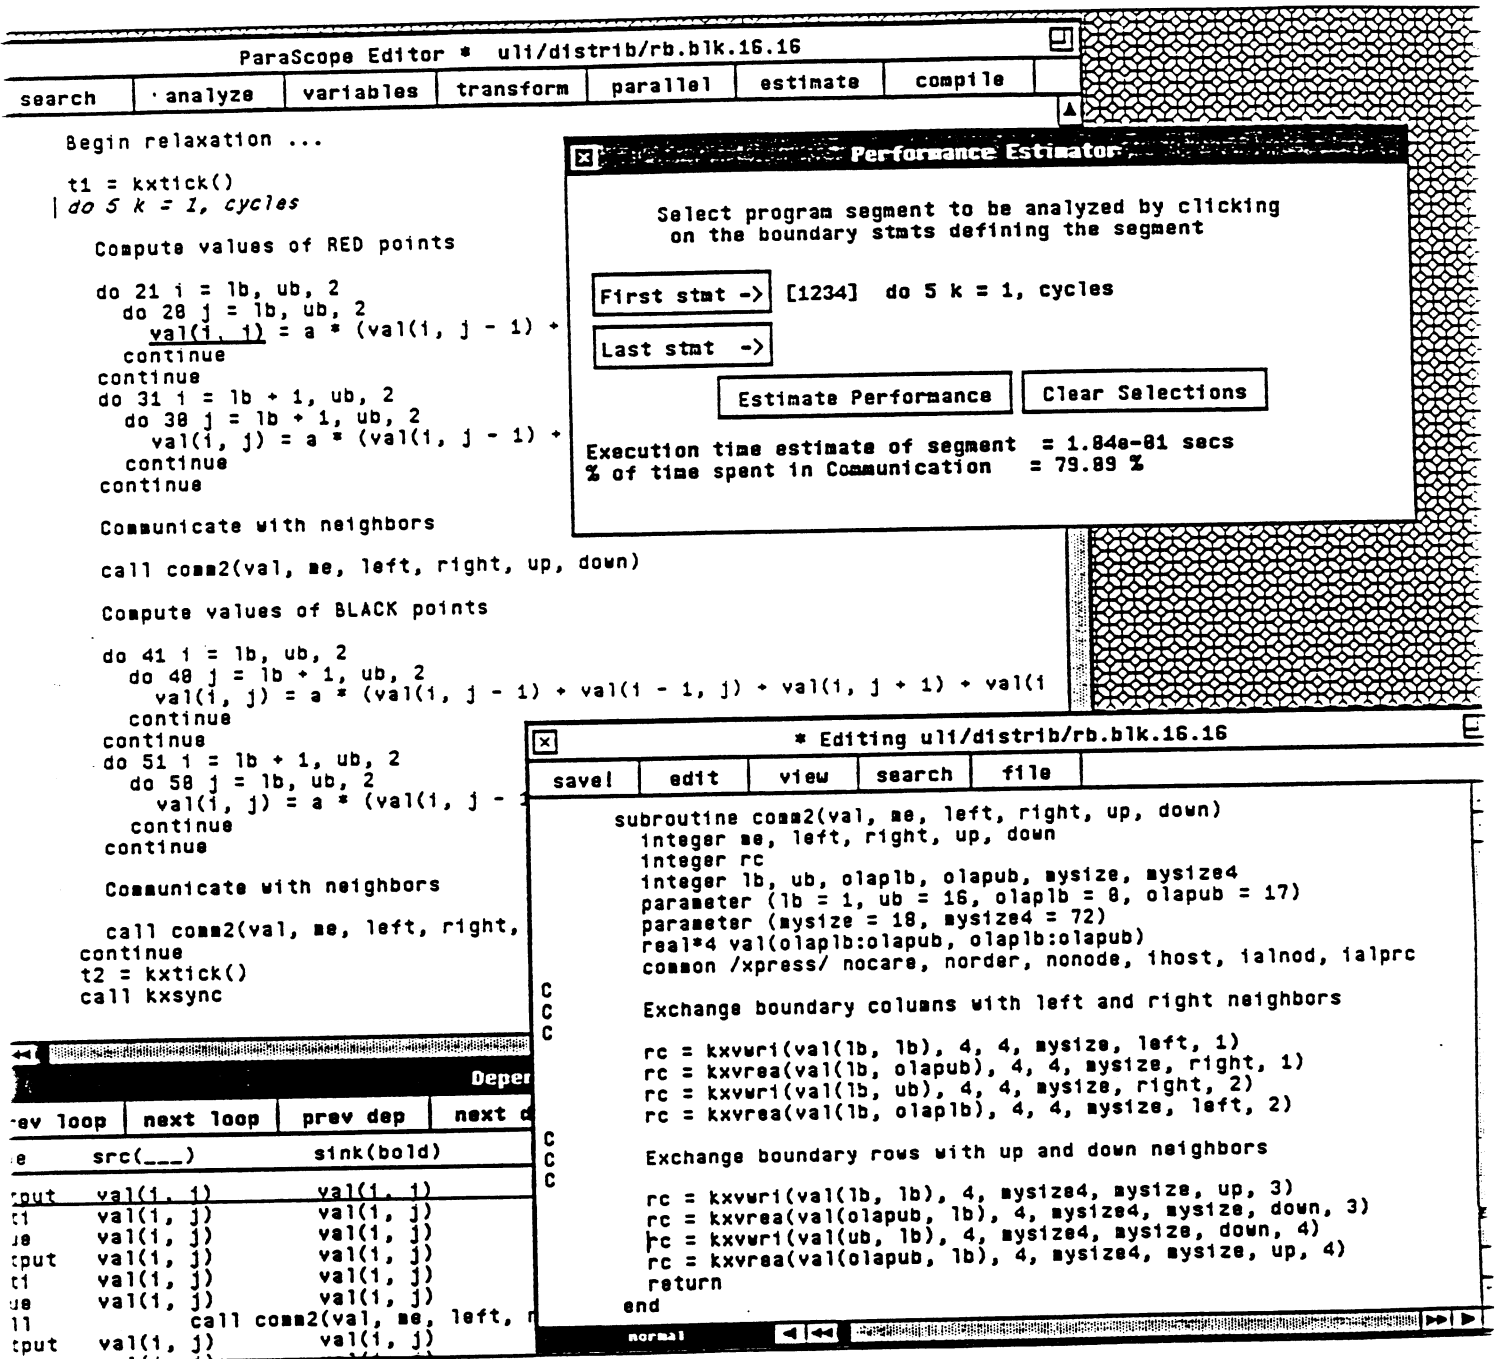 ParaScope Editor * uli/distrib/rb.blk.16.16
search analyze variables transform parallel estimate compile
Begin relaxation ...
t1 = kxtick()
do 5 k = 1, cycles
Compute values of RED points
do 21 i = lb, ub, 2
do 20 j = lb, ub, 2
val(i, j) = a * (val(i, j - 1) +
continue
continue
do 31 i = lb + 1, ub, 2
do 30 j = lb + 1, ub, 2
val(i, j) = a * (val(i, j - 1) +
continue
continue
Communicate with neighbors
call comm2(val, me, left, right, up, down)
Compute values of BLACK points
do 41 i = lb, ub, 2
do 40 j = lb + 1, ub, 2
val(i, j) = a * (val(i, j - 1) + val(i - 1, j) + val(i, j + 1) + val(i
continue
continue
do 51 i = lb + 1, ub, 2
do 50 j = lb, ub, 2
val(i, j) = a * (val(i, j -
continue
continue
Communicate with neighbors
call comm2(val, me, left, right,
continue
t2 = kxtick()
call kxsync
Performance Estimator
Select program segment to be analyzed by clicking
on the boundary stmts defining the segment
First stmt -> [1234] do 5 k = 1, cycles
Last stmt ->
Estimate Performance Clear Selections
Execution time estimate of segment = 1.84e-01 secs
% of time spent in Communication = 79.89 %
* Editing uli/distrib/rb.blk.16.16
save! edit view search file
subroutine comm2(val, me, left, right, up, down)
integer me, left, right, up, down
integer rc
integer lb, ub, olaplb, olapub, mysize, mysize4
parameter (lb = 1, ub = 16, olaplb = 0, olapub = 17)
parameter (mysize = 18, mysize4 = 72)
real*4 val(olaplb:olapub, olaplb:olapub)
common /xpress/ nocare, norder, nonode, ihost, ialnod, ialprc
C
C Exchange boundary columns with left and right neighbors
C
rc = kxvwri(val(lb, lb), 4, 4, mysize, left, 1)
rc = kxvrea(val(lb, olapub), 4, 4, mysize, right, 1)
rc = kxvwri(val(lb, ub), 4, 4, mysize, right, 2)
rc = kxvrea(val(lb, olaplb), 4, 4, mysize, left, 2)
C
C Exchange boundary rows with up and down neighbors
C
rc = kxvwri(val(lb, lb), 4, mysize4, mysize, up, 3)
rc = kxvrea(val(olapub, lb), 4, mysize4, mysize, down, 3)
rc = kxvwri(val(ub, lb), 4, mysize4, mysize, down, 4)
rc = kxvrea(val(olapub, lb), 4, mysize4, mysize, up, 4)
return
end
normal
Deper
ev loop next loop prev dep next d
e src(___) sink(bold)
tput val(i, j) val(i, j)
ti val(i, j) val(i, j)
ue val(i, j) val(i, j)
tput val(i, j) val(i, j)
ti val(i, j) val(i, j)
ue val(i, j) val(i, j)
ll call comm2(val, me, left, r
tput val(i, j) val(i, j)